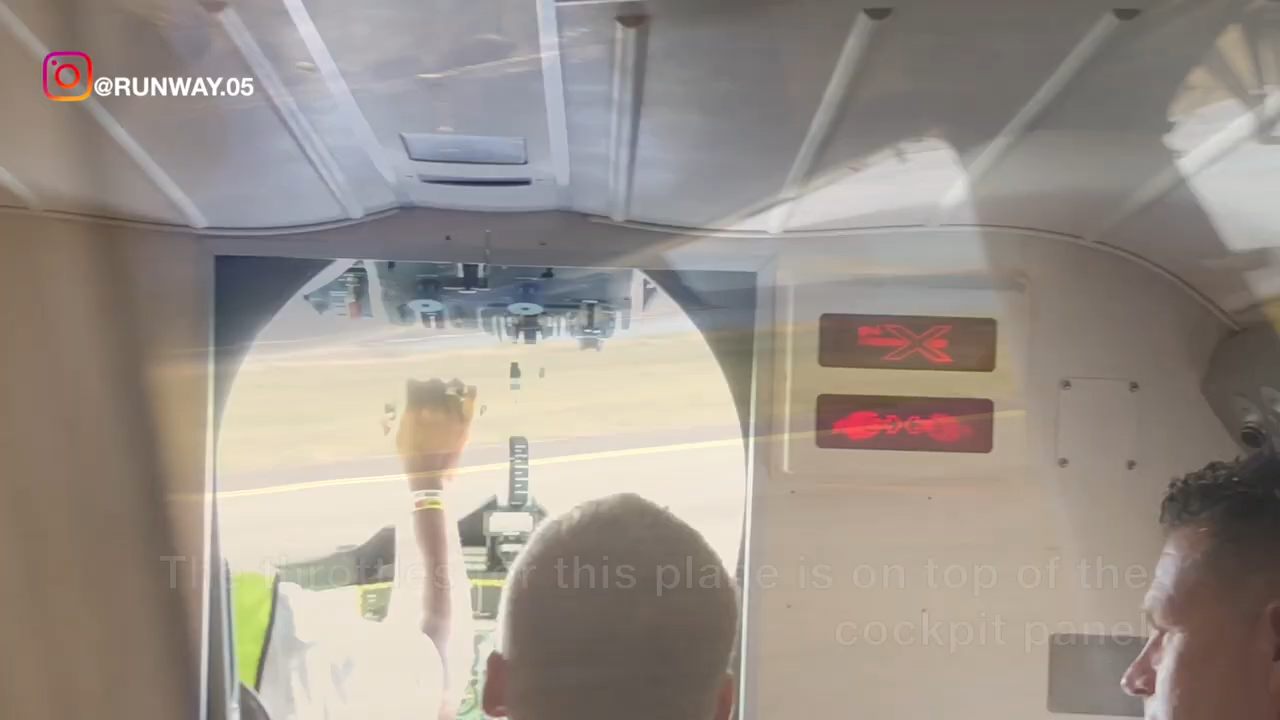 @RUNWAY.05
The throttles for this plane is on top of the
cockpit panel